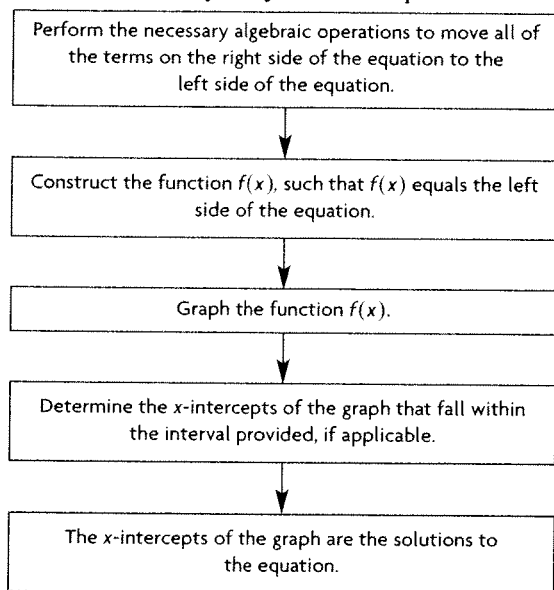 Perform the necessary algebraic operations to move all of
the terms on the right side of the equation to the
left side of the equation.
Construct the function f(x), such that f(x) equals the left
side of the equation.
Graph the function f(x).
Determine the x-intercepts of the graph that fall within
the interval provided, if applicable.
The x-intercepts of the graph are the solutions to
the equation.